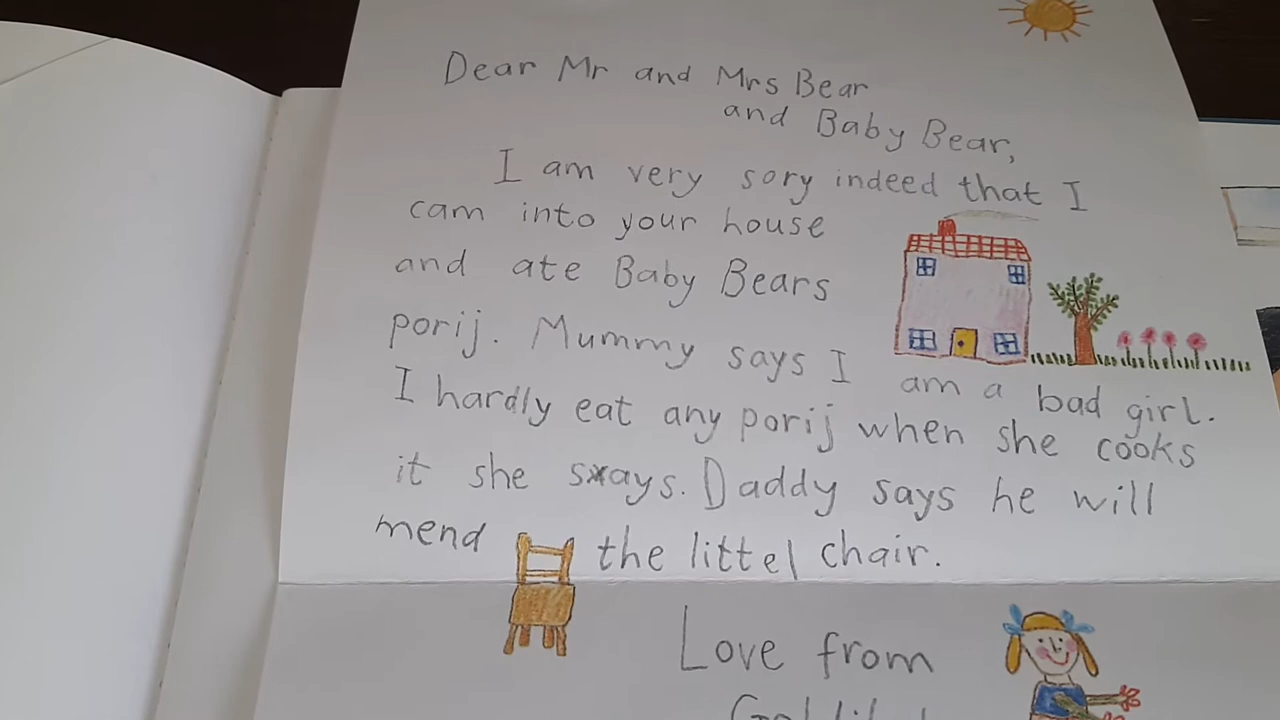 Dear Mr and Mrs Bear
and Baby Bear,
I am very sory indeed that I
cam into your house
and ate Baby Bears
porij. Mummy says I am a bad girl.
I hardly eat any porij when she cooks
it she sxays. Daddy says he will
mend the littel chair.
Love from